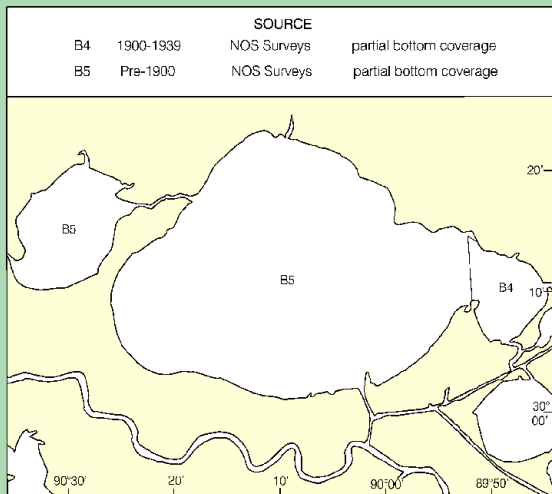 SOURCE
B4 1900-1939 NOS Surveys partial bottom coverage
B5 Pre-1900 NOS Surveys partial bottom coverage
20'
B5
B5
B4
10'
30°
00'
90°30' 20' 10' 90°00' 89°50'